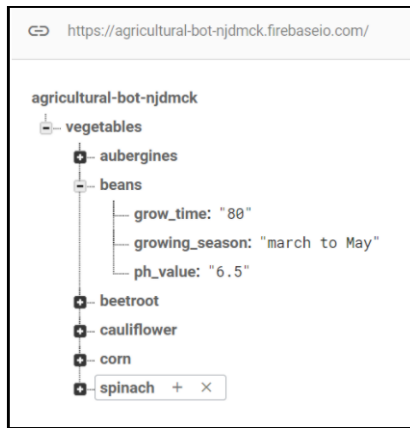 https://agricultural-bot-njdmck.firebaseio.com/
agricultural-bot-njdmck
vegetables
aubergines
beans
grow_time: "80"
growing_season: "march to May"
ph_value: "6.5"
beetroot
cauliflower
corn
spinach